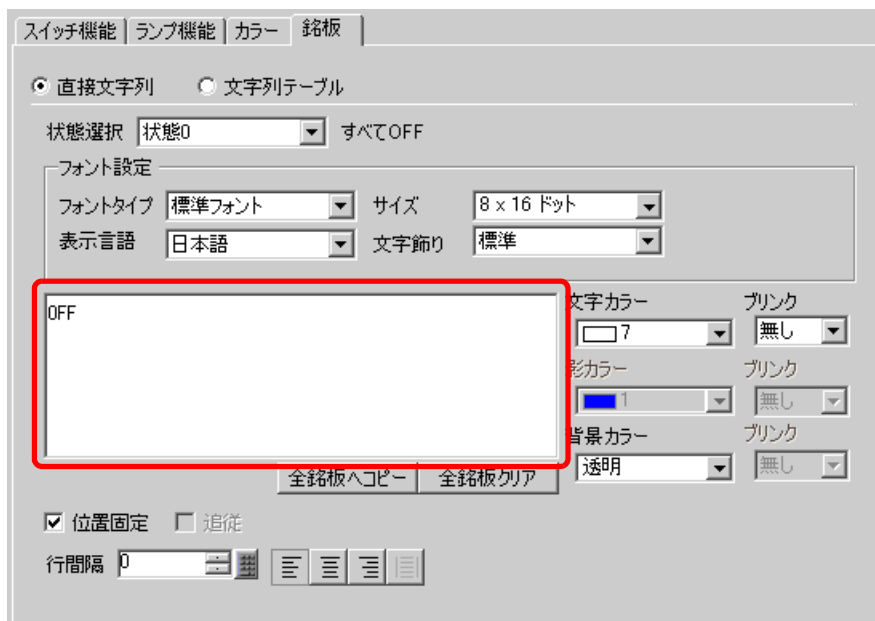 スイッチ機能 ランプ機能 カラー 銘板
直接文字列 文字列テーブル
状態選択 状態0 すべてOFF
フォント設定
フォントタイプ 標準フォント サイズ 8 x 16 ドット
表示言語 日本語 文字飾り 標準
OFF
文字カラー ブリンク
7 無し
影カラー ブリンク
1 無し
背景カラー ブリンク
透明 無し
全銘板へコピー 全銘板クリア
位置固定 追従
行間隔 0